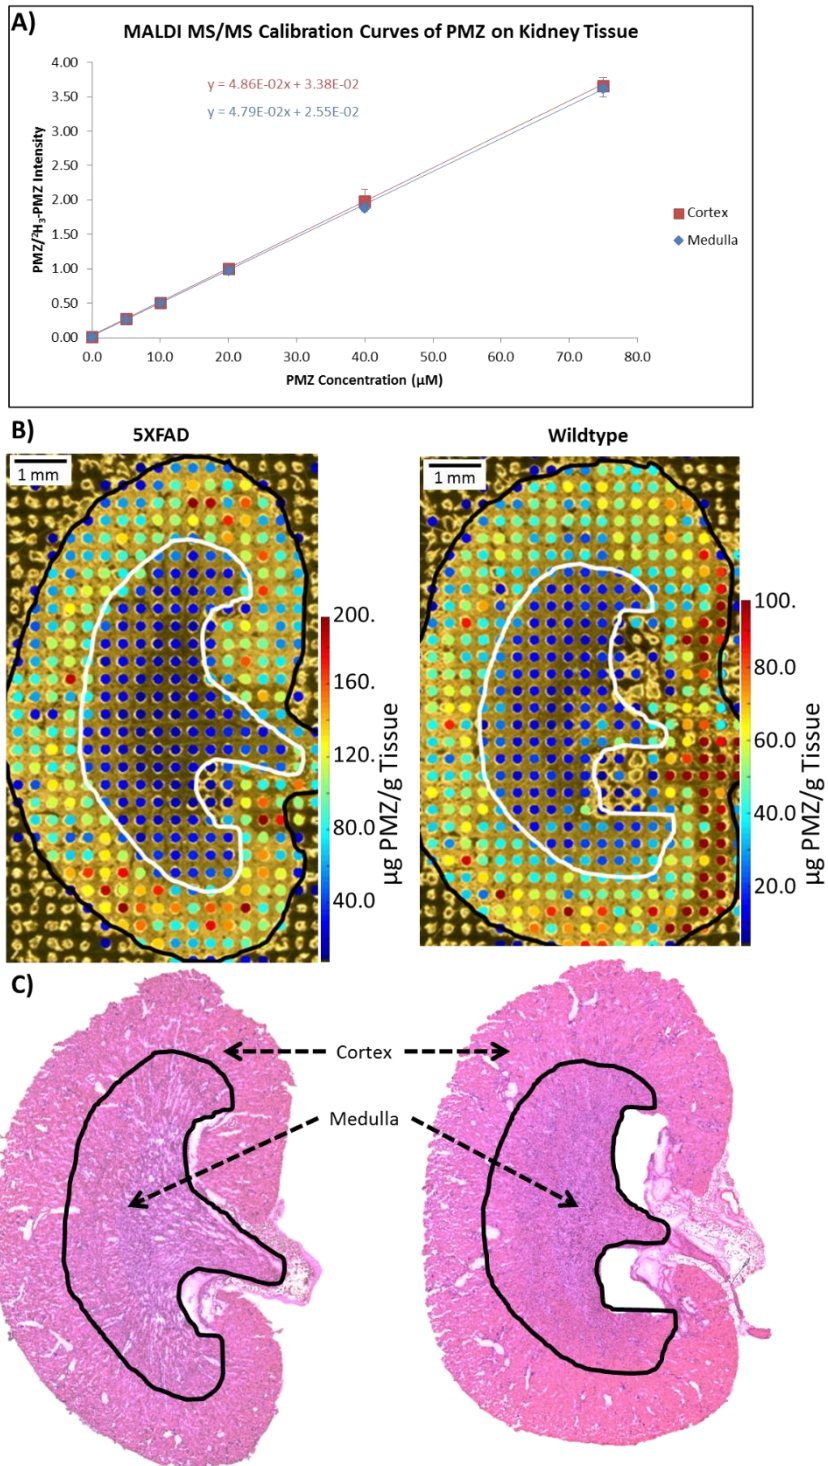 A)
MALDI MS/MS Calibration Curves of PMZ on Kidney Tissue
4.00
3.50
3.00
2.50
2.00
1.50
1.00
0.50
0.00
PMZ/²H₃-PMZ Intensity
y = 4.86E-02x + 3.38E-02
y = 4.79E-02x + 2.55E-02
Cortex
Medulla
0.0 10.0 20.0 30.0 40.0 50.0 60.0 70.0 80.0
PMZ Concentration (µM)
B)
5XFAD
Wildtype
1 mm
1 mm
200.
160.
120.
80.0
40.0
µg PMZ/g Tissue
100.
80.0
60.0
40.0
20.0
µg PMZ/g Tissue
C)
Cortex
Medulla